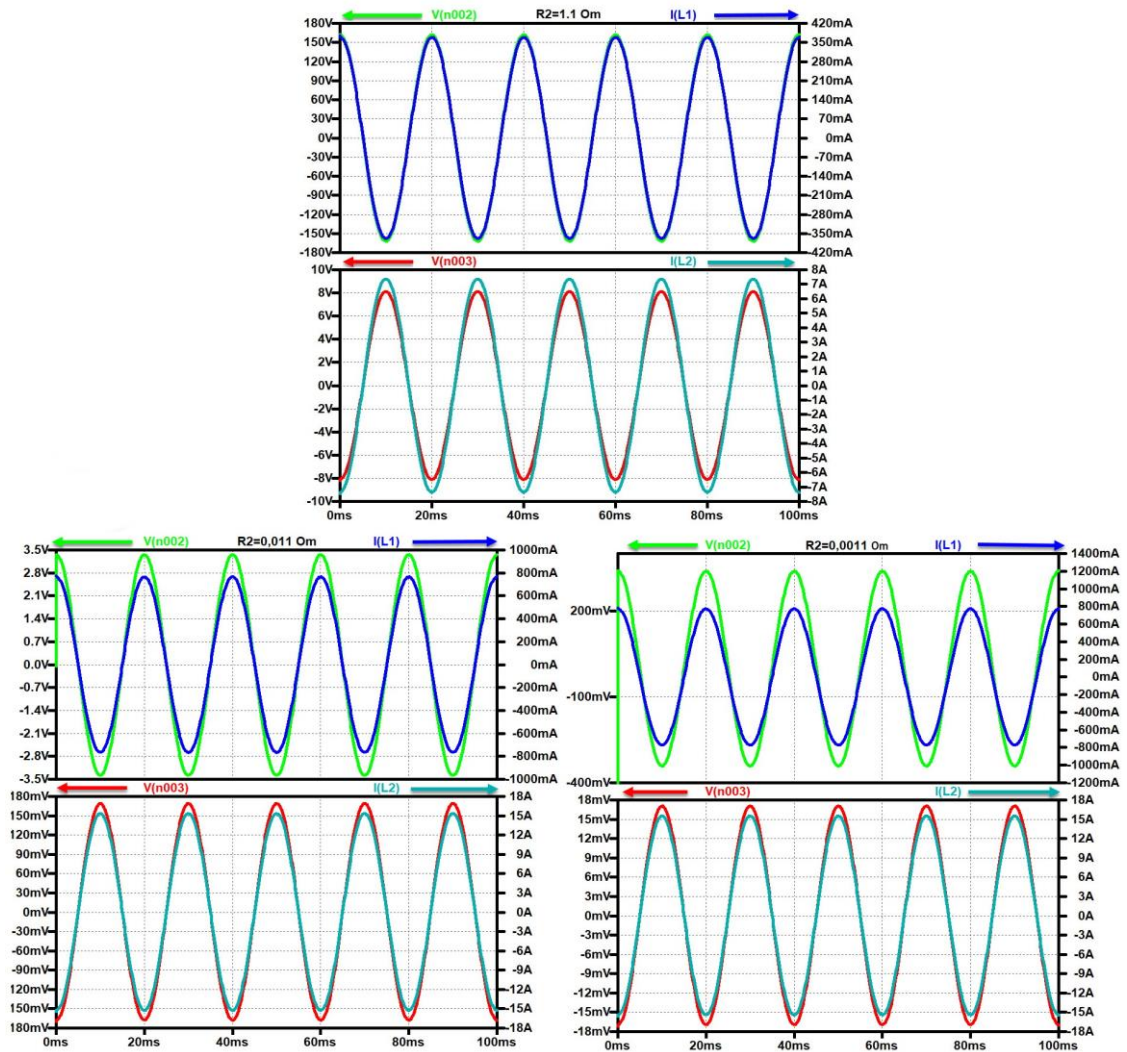 V(n002) R2=1.1 Om I(L1)
180V 420mA
150V 350mA
120V 280mA
90V 210mA
60V 140mA
30V 70mA
0V 0mA
-30V -70mA
-60V -140mA
-90V -210mA
-120V -280mA
-150V -350mA
-180V -420mA
V(n003) I(L2)
10V
8V
6V
4V
2V
0V
-2V
-4V
-6V
-8V
-10V
8A
7A
6A
5A
4A
3A
2A
1A
0A
-1A
-2A
-3A
-4A
-5A
-6A
-7A
-8A
0ms 20ms 40ms 60ms 80ms 100ms
V(n002) R2=0,011 Om I(L1)
3.5V 1000mA
2.8V 800mA
2.1V 600mA
1.4V 400mA
0.7V 200mA
0.0V 0mA
-0.7V -200mA
-1.4V -400mA
-2.1V -600mA
-2.8V -800mA
-3.5V -1000mA
V(n003) I(L2)
180mV 18A
150mV 15A
120mV 12A
90mV 9A
60mV 6A
30mV 3A
0mV 0A
-30mV -3A
-60mV -6A
-90mV -9A
120mV -12A
150mV -15A
180mV -18A
0ms 20ms 40ms 60ms 80ms 100ms
V(n002) R2=0,0011 Om I(L1)
200mV
-100mV
-400mV
1400mA
1200mA
1000mA
800mA
600mA
400mA
200mA
0mA
-200mA
-400mA
-600mA
-800mA
-1000mA
-1200mA
V(n003) I(L2)
18mV 18A
15mV 15A
12mV 12A
9mV 9A
6mV 6A
3mV 3A
0mV 0A
-3mV -3A
-6mV -6A
-9mV -9A
-12mV -12A
-15mV -15A
-18mV -18A
0ms 20ms 40ms 60ms 80ms 100ms